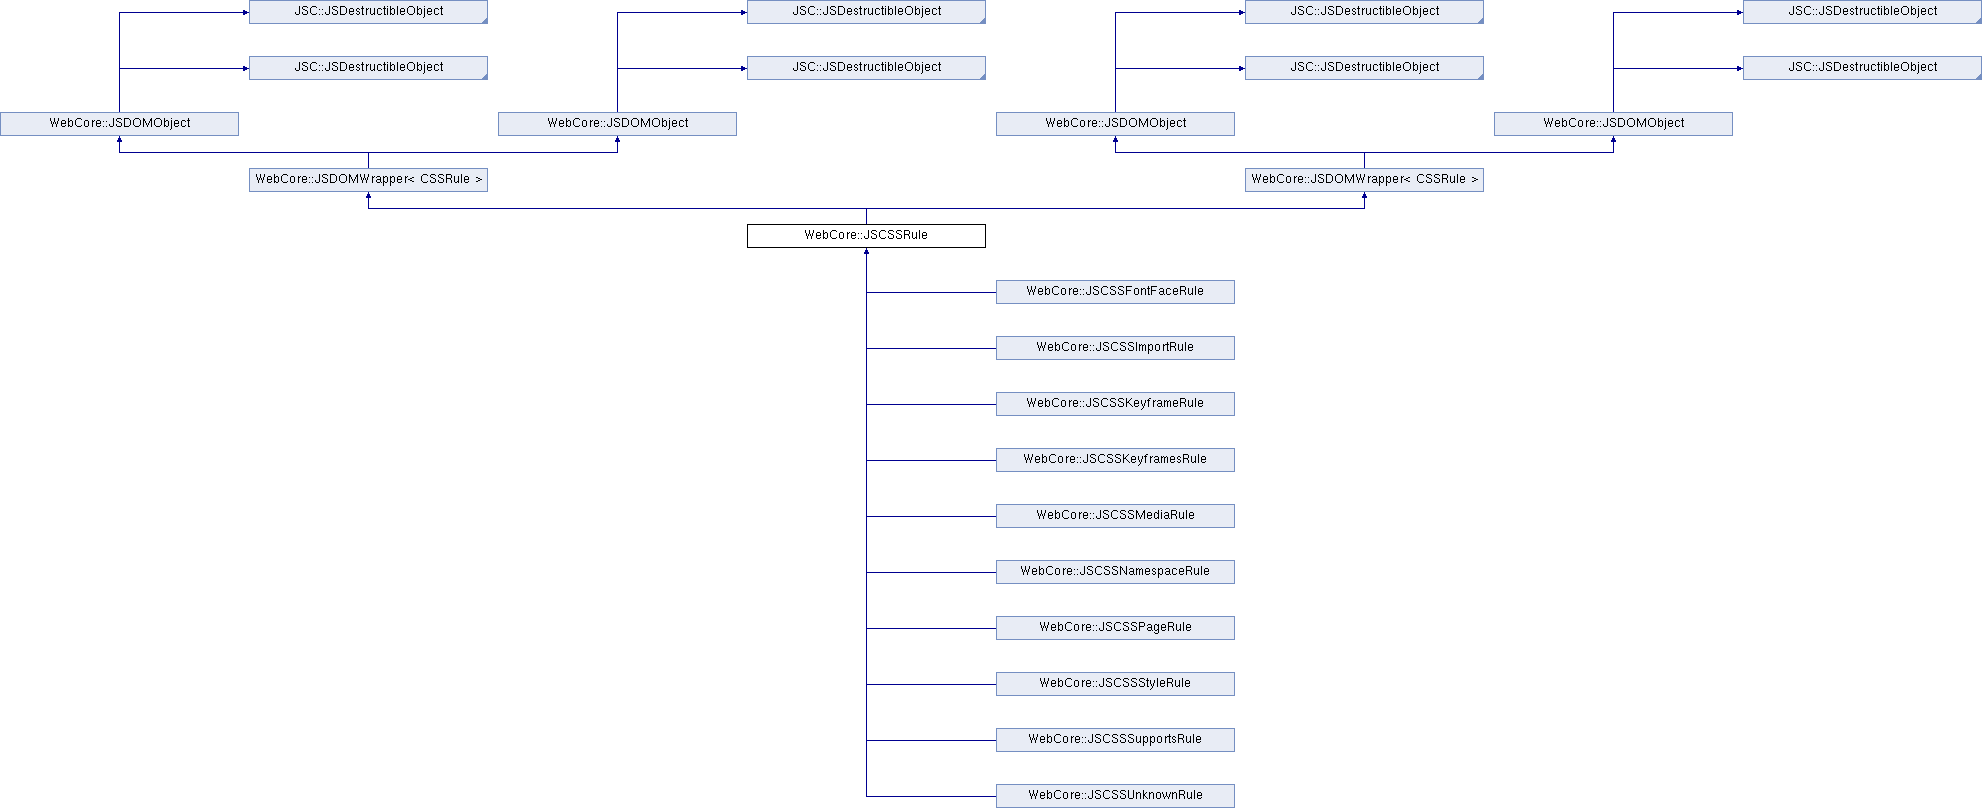 JSC::JSDestructibleObject
JSC::JSDestructibleObject
JSC::JSDestructibleObject
JSC::JSDestructibleObject
JSC::JSDestructibleObject
JSC::JSDestructibleObject
JSC::JSDestructibleObject
JSC::JSDestructibleObject
WebCore::JSDOMObject
WebCore::JSDOMObject
WebCore::JSDOMObject
WebCore::JSDOMObject
WebCore::JSDOMWrapper< CSSRule >
WebCore::JSDOMWrapper< CSSRule >
WebCore::JSCSSRule
WebCore::JSCSSFontFaceRule
WebCore::JSCSSImportRule
WebCore::JSCSSKeyframeRule
WebCore::JSCSSKeyframesRule
WebCore::JSCSSMediaRule
WebCore::JSCSSNamespaceRule
WebCore::JSCSSPageRule
WebCore::JSCSSStyleRule
WebCore::JSCSSSupportsRule
WebCore::JSCSSUnknownRule